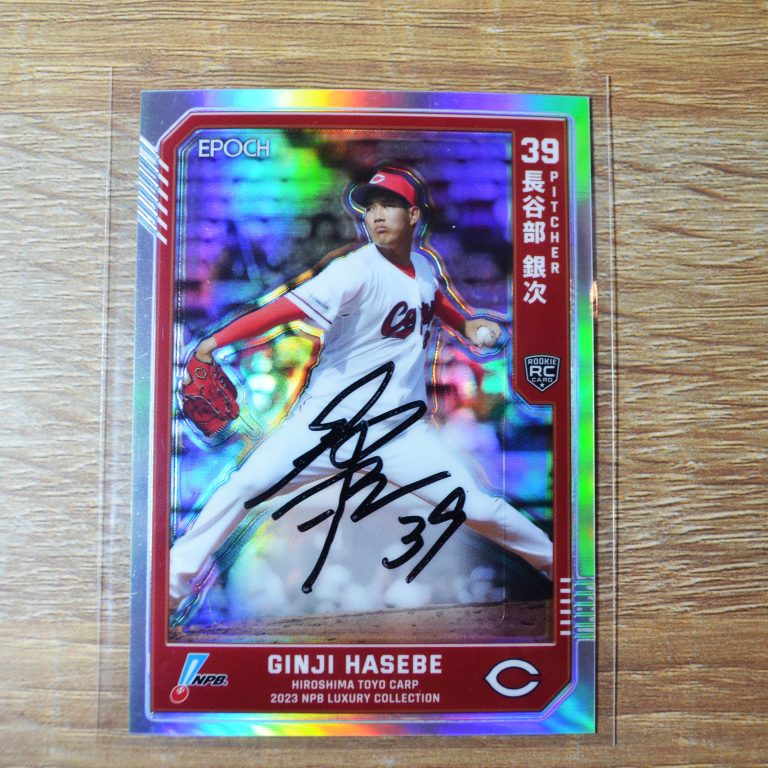 EPOCH
39
PITCHER
長谷部 銀次
ROOKIE
RC
CARD
39
NPB
GINJI HASEBE
HIROSHIMA TOYO CARP
2023 NPB LUXURY COLLECTION
C